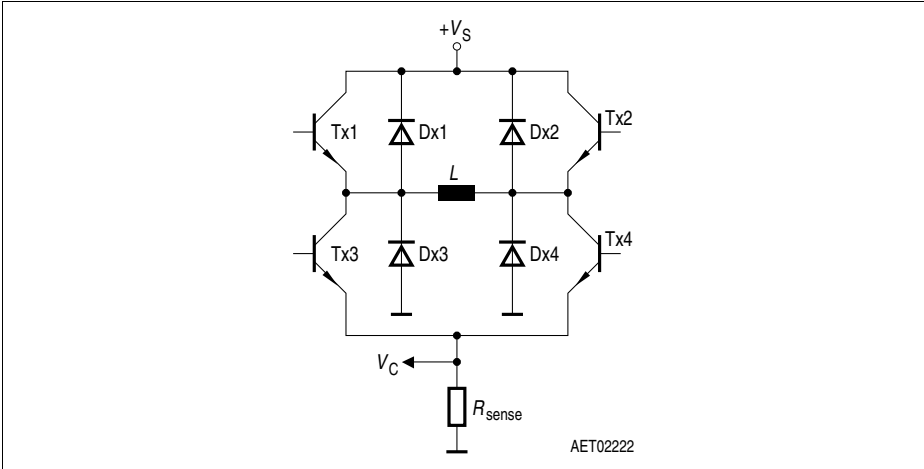 +VS
Tx1
Dx1
Dx2
Tx2
L
Tx3
Dx3
Dx4
Tx4
VC
Rsense
AET02222